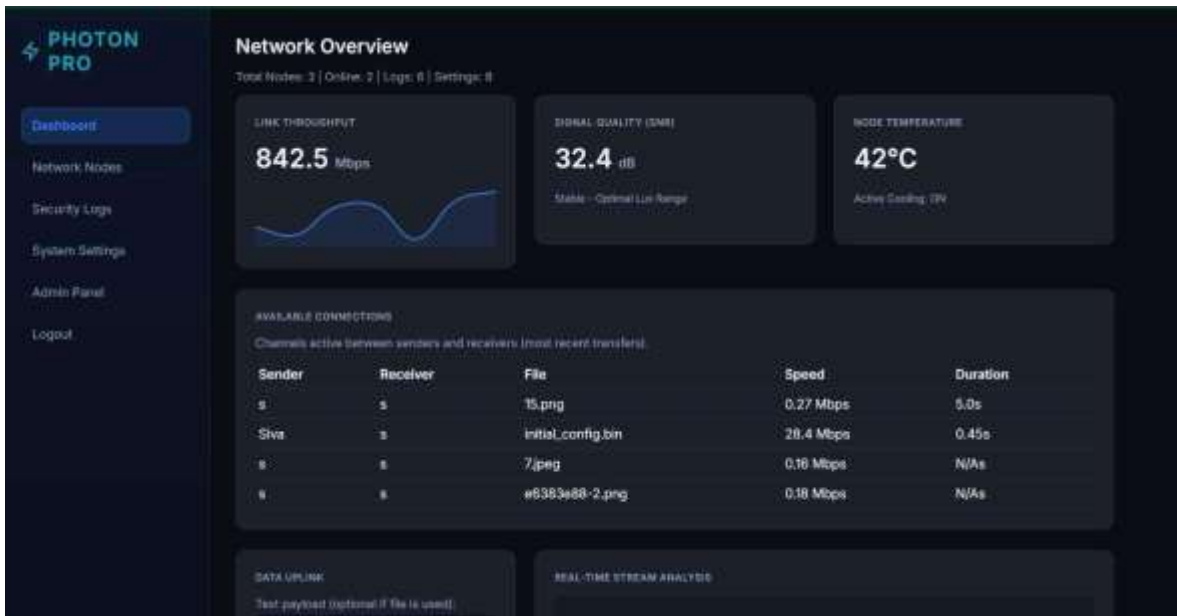 PHOTON
PRO
Dashboard
Network Nodes
Security Logs
System Settings
Admin Panel
Logout
Network Overview
Total Nodes: 3 | Online: 2 | Logs: 6 | Settings: 8
LINK THROUGHPUT
842.5 Mbps
SIGNAL QUALITY (SNR)
32.4 dB
Stable - Optimal Lux Range
NODE TEMPERATURE
42°C
Active Cooling: ON
AVAILABLE CONNECTIONS
Channels active between senders and receivers (most recent transfers).
Sender Receiver File Speed Duration
s s 15.png 0.27 Mbps 5.0s
Siva s initial_config.bin 28.4 Mbps 0.45s
s s 7.jpeg 0.16 Mbps N/As
s s e6383e88-2.png 0.18 Mbps N/As
DATA UPLINK
Text payload (optional if file is used):
REAL-TIME STREAM ANALYSIS